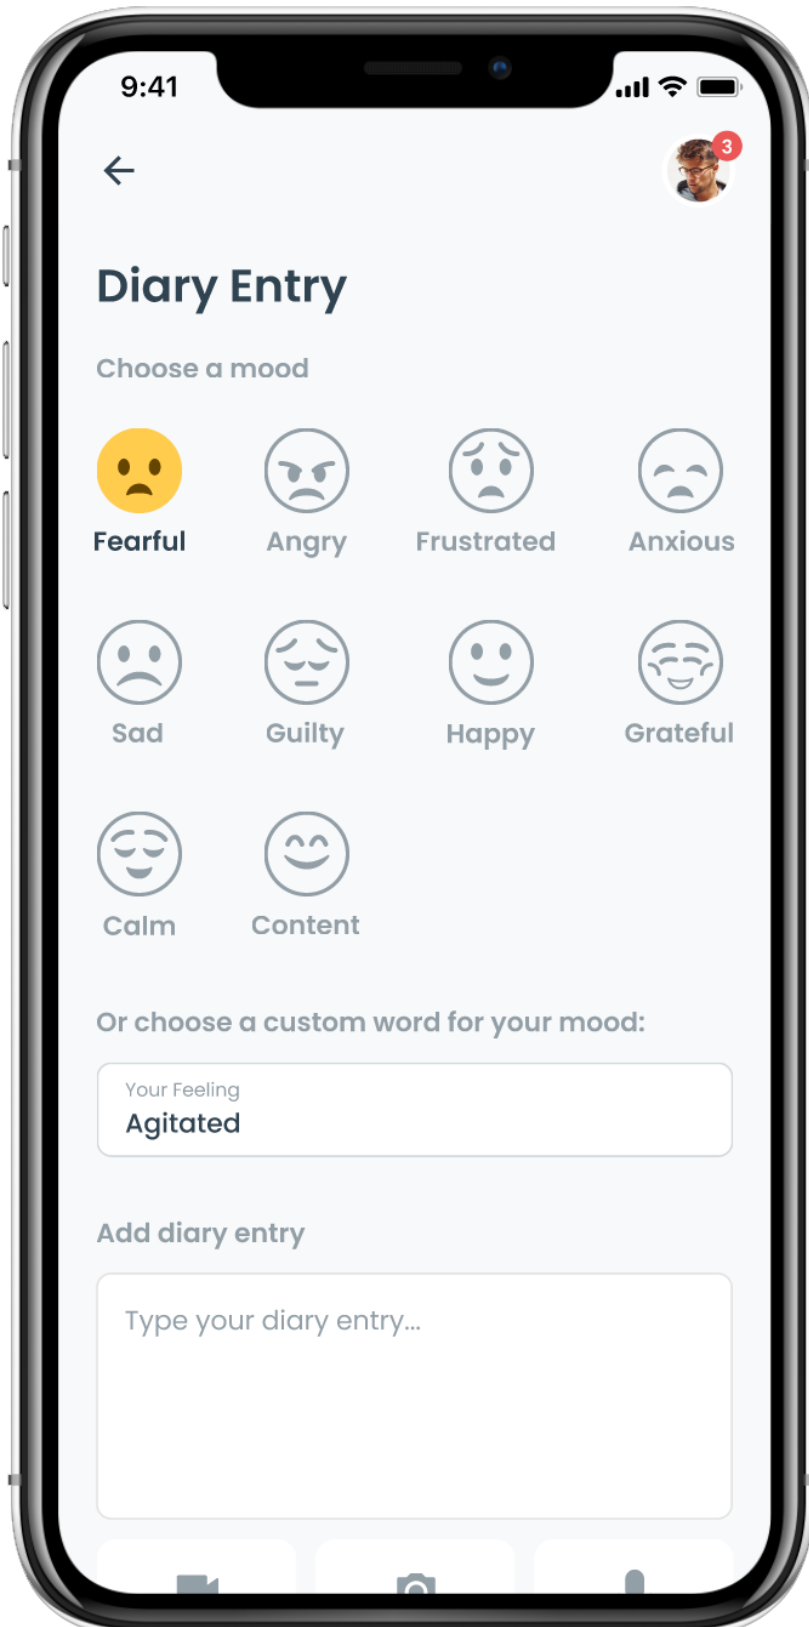 9:41
3
Diary Entry
Choose a mood
Fearful Angry Frustrated Anxious
Sad Guilty Happy Grateful
Calm Content
Or choose a custom word for your mood:
Your Feeling
Agitated
Add diary entry
Type your diary entry...